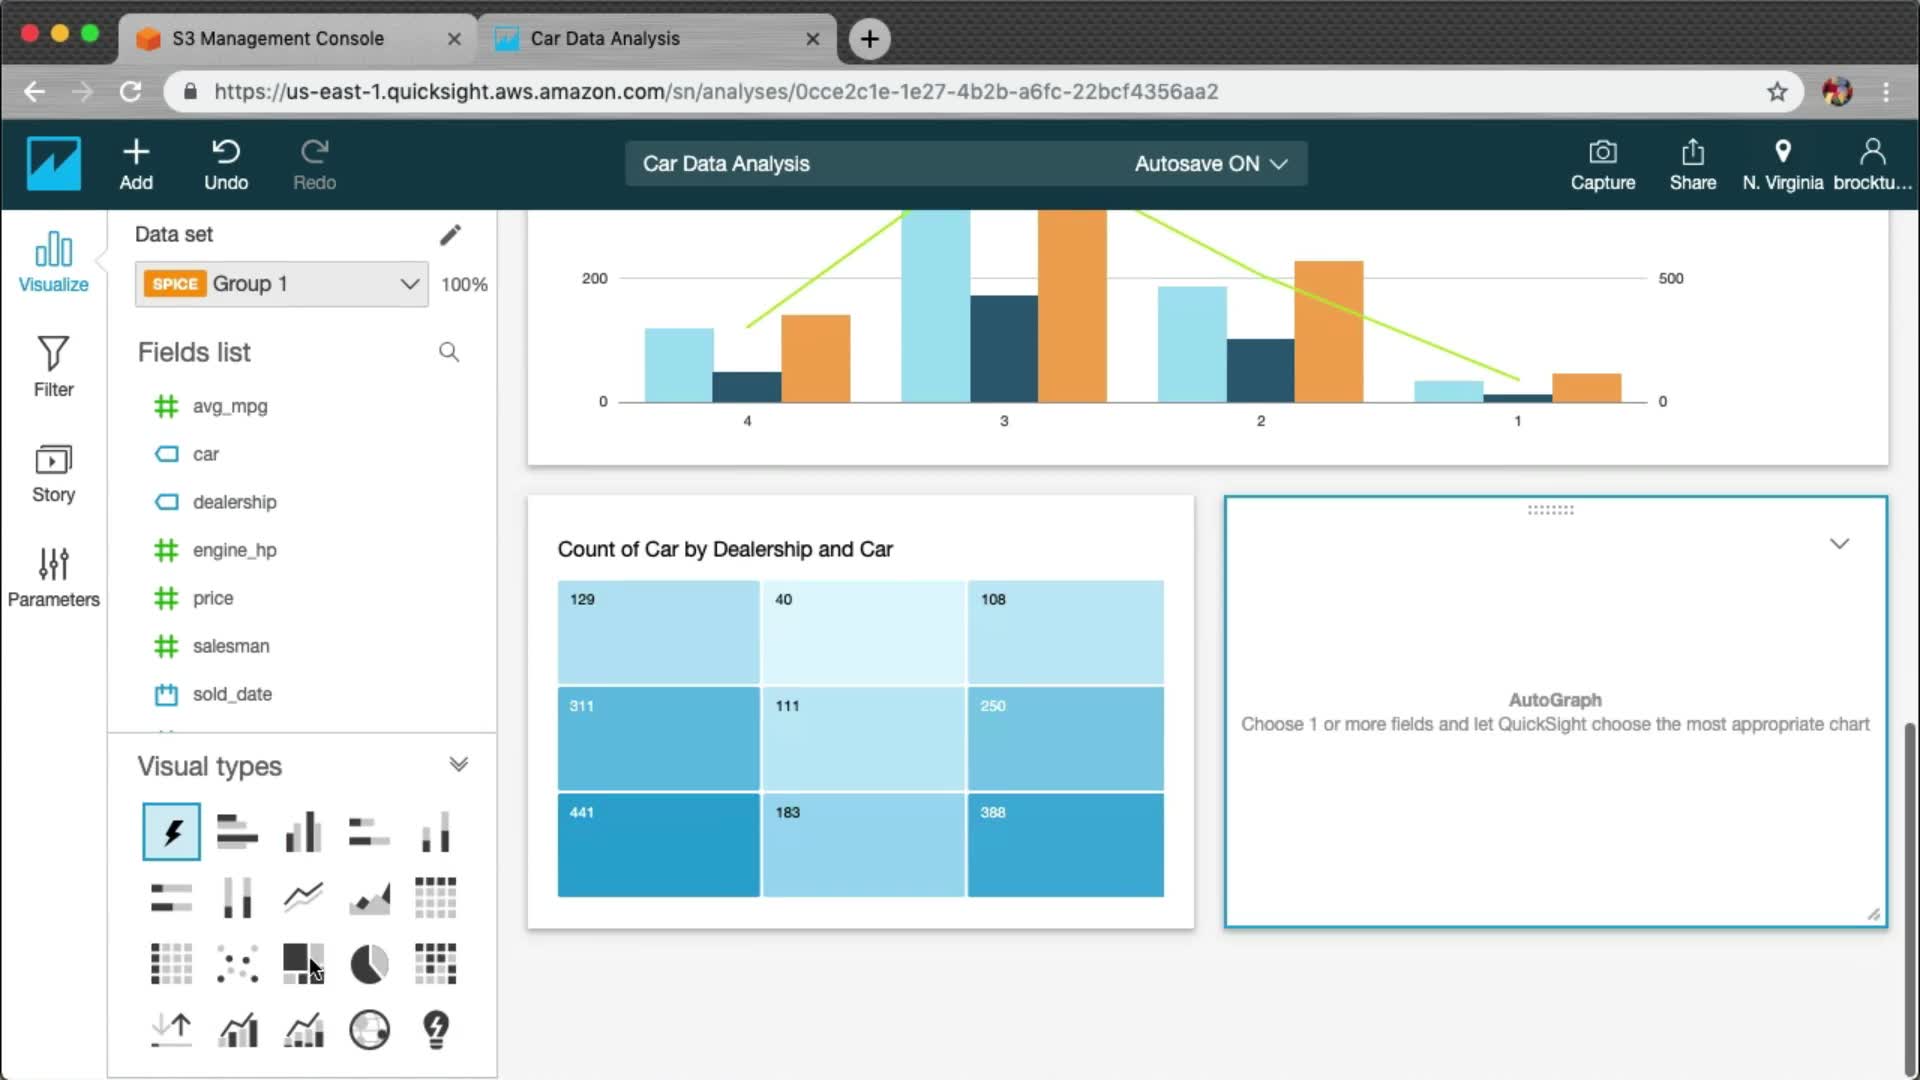 S3 Management Console
Car Data Analysis
https://us-east-1.quicksight.aws.amazon.com/sn/analyses/0cce2c1e-1e27-4b2b-a6fc-22bcf4356aa2
Add
Undo
Redo
Car Data Analysis
Autosave ON
Capture
Share
N. Virginia
brocktu...
Visualize
Filter
Story
Parameters
Data set
SPICE Group 1
100%
Fields list
avg_mpg
car
dealership
engine_hp
price
salesman
sold_date
Visual types
200
500
0
0
4
3
2
1
Count of Car by Dealership and Car
129
40
108
311
111
250
441
183
388
AutoGraph
Choose 1 or more fields and let QuickSight choose the most appropriate chart